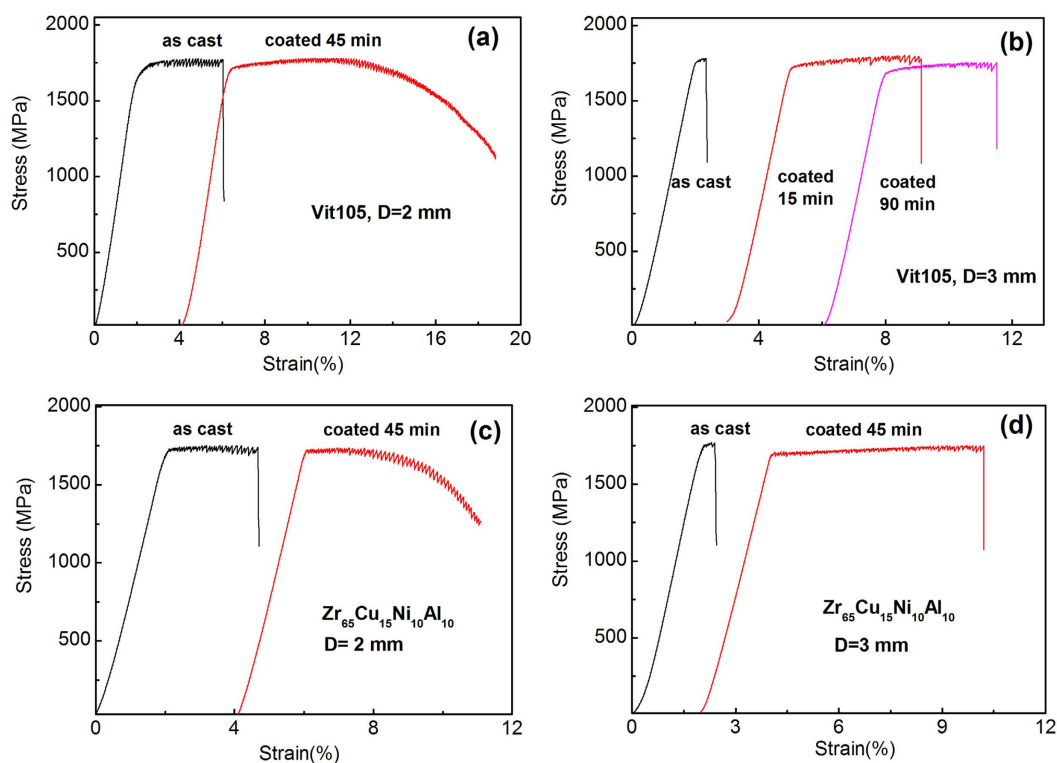 2000
1500
1000
500
Stress (MPa)
as cast
coated 45 min
(a)
Vit105, D=2 mm
0 4 8 12 16 20
Strain(%)
2000
1500
1000
500
Stress (MPa)
(b)
as cast
coated
15 min
coated
90 min
Vit105, D=3 mm
0 4 8 12
Strain(%)
2000
1500
1000
500
Stress (MPa)
as cast
coated 45 min
(c)
Zr65Cu15Ni10Al10
D= 2 mm
0 4 8 12
Strain(%)
2000
1500
1000
500
Stress (MPa)
as cast
coated 45 min
(d)
Zr65Cu15Ni10Al10
D=3 mm
0 3 6 9 12
Strain(%)